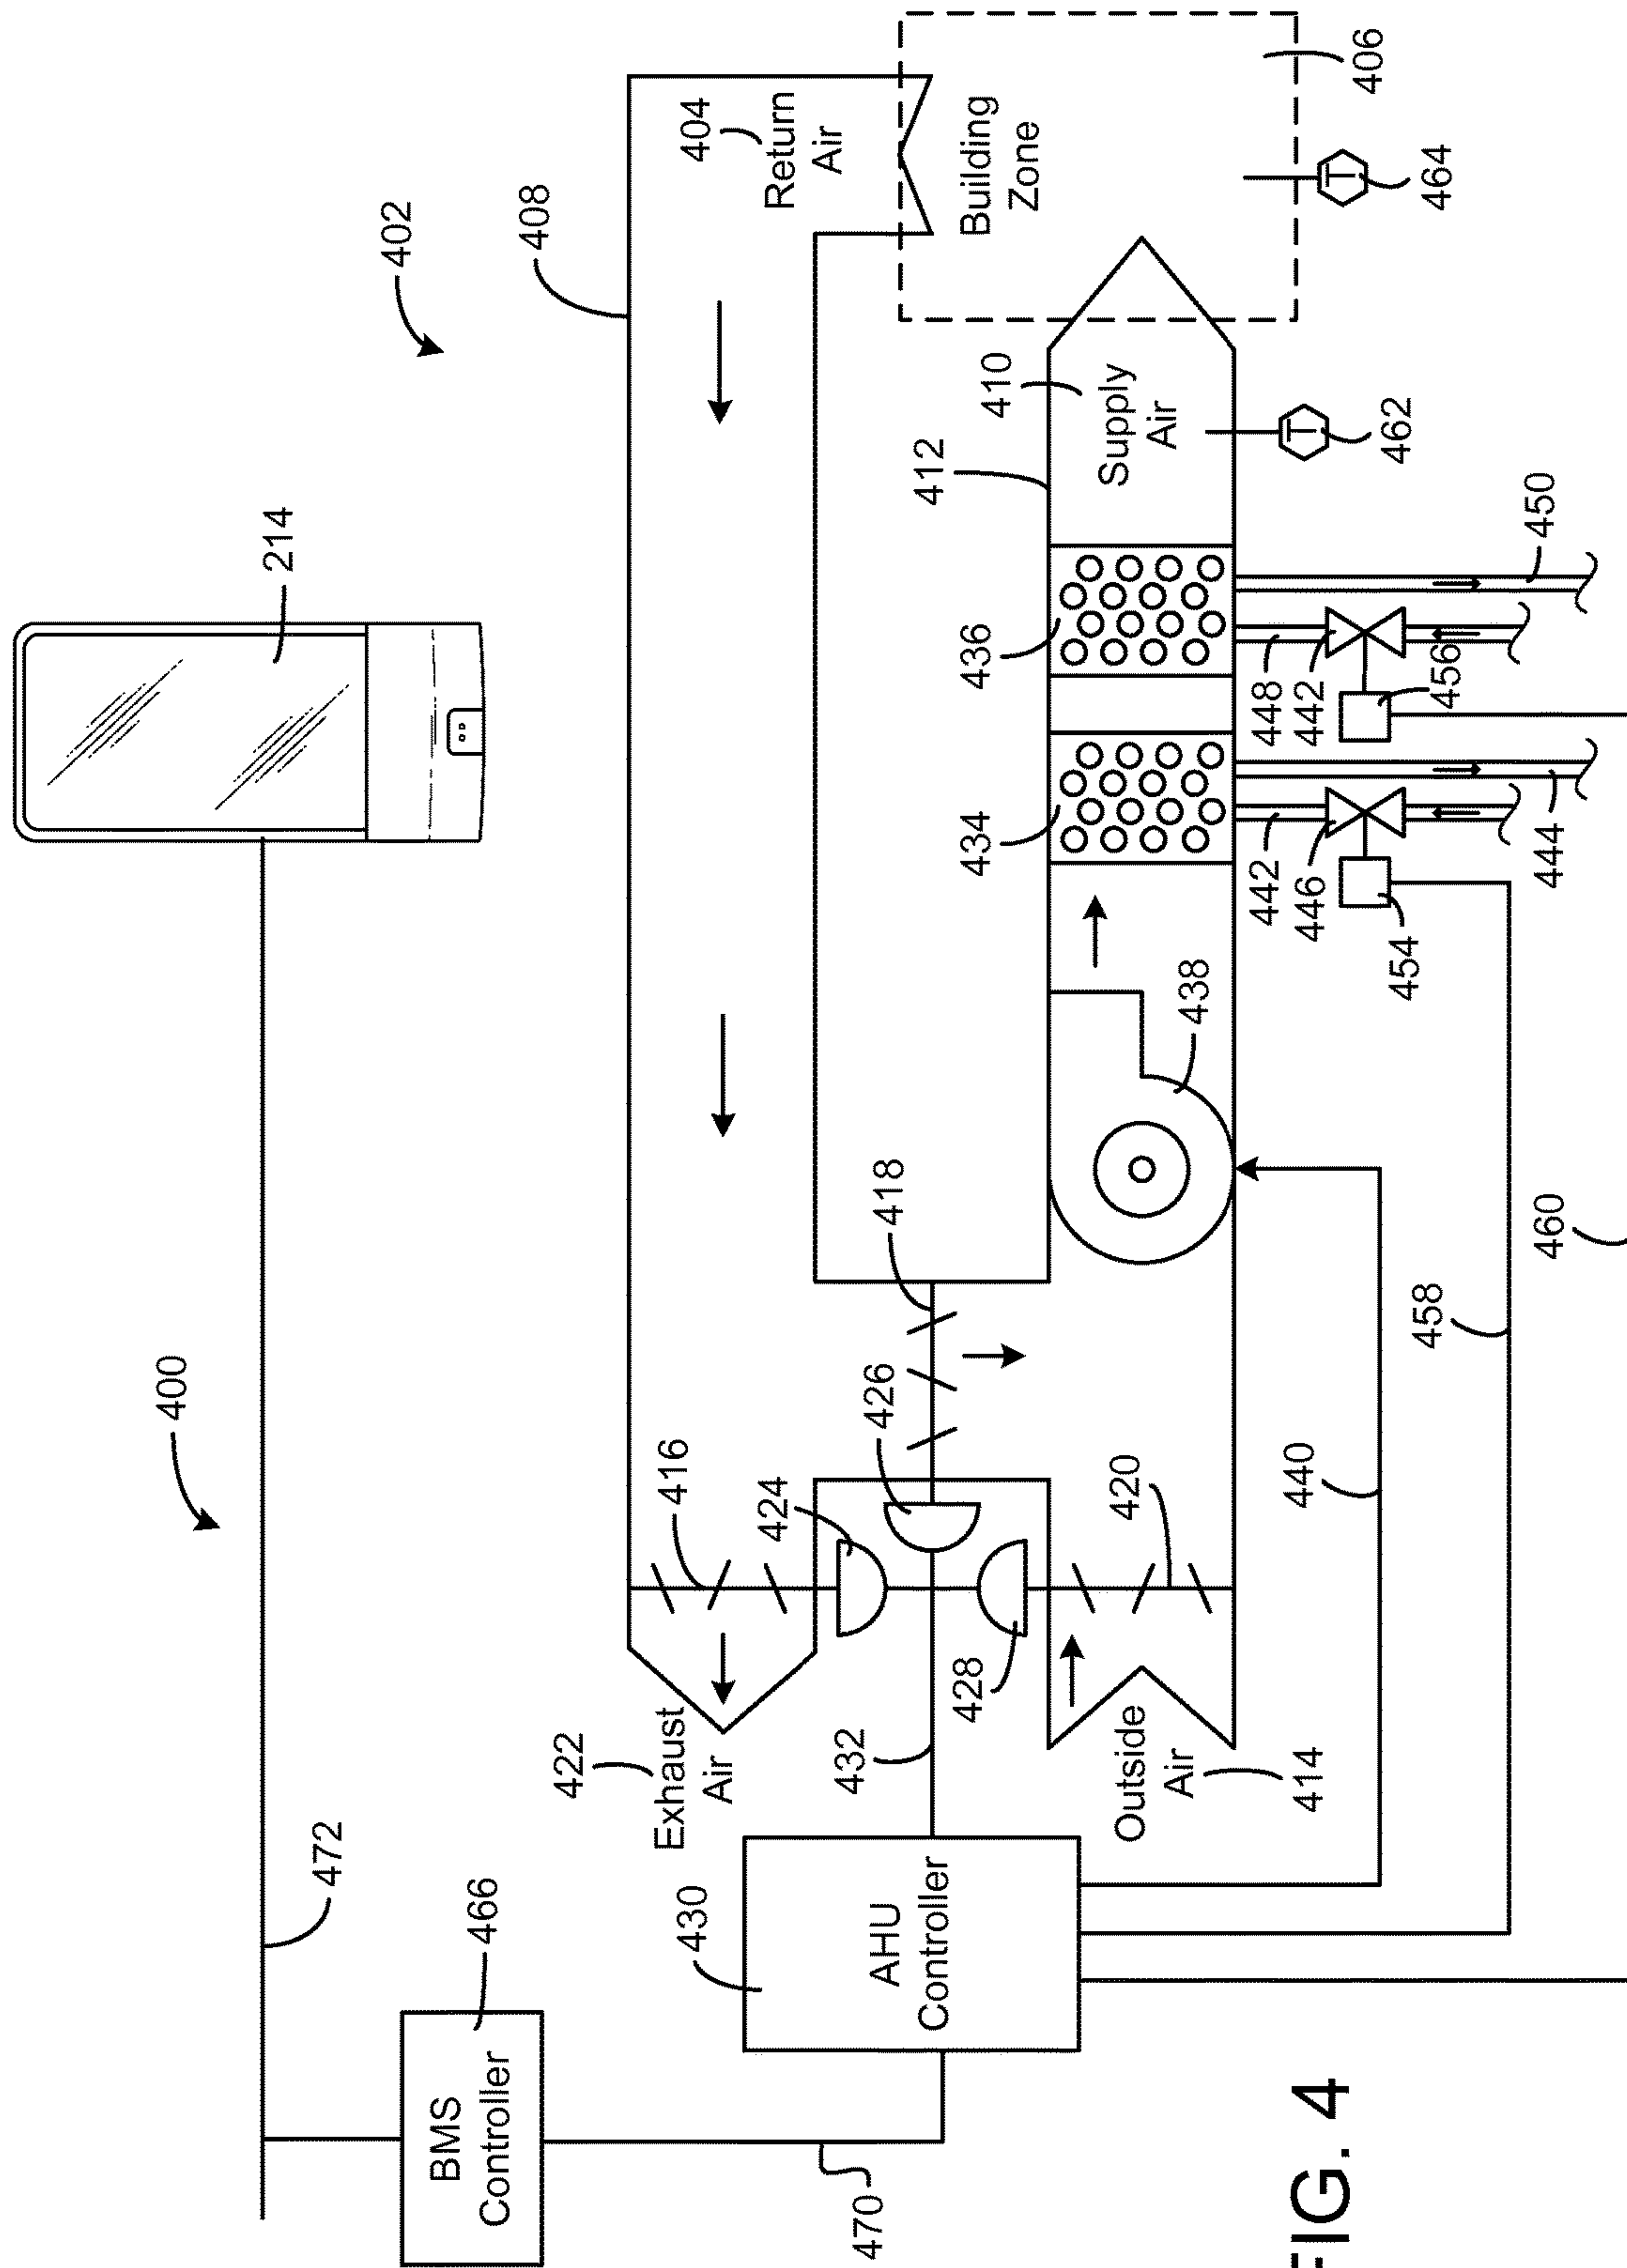 400
214
472
402
BMS
Controller
466
408
422
Exhaust
Air
416
430
404
Return
Air
424
432
470
426
418
AHU
Controller
412
428
434
436
Building
Zone
410
Supply
Air
420
Outside
Air
438
442
448
440
414
446
442
406
462
454
458
464
456
450
444
460
FIG. 4
T
T